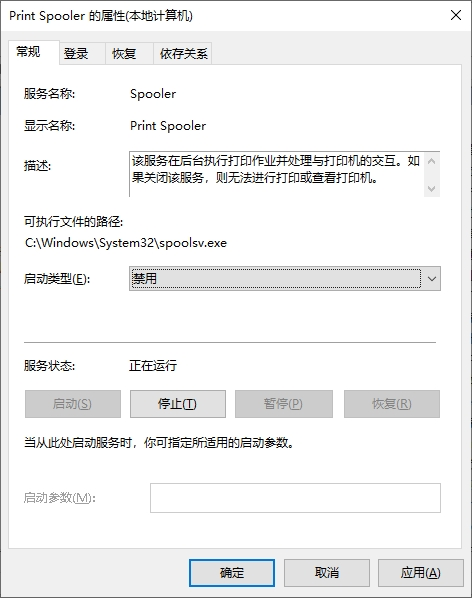 Print Spooler 的属性(本地计算机)
常规 登录 恢复 依存关系
服务名称: Spooler
显示名称: Print Spooler
描述: 该服务在后台执行打印作业并处理与打印机的交互。如
果关闭该服务，则无法进行打印或查看打印机。
可执行文件的路径:
C:\Windows\System32\spoolsv.exe
启动类型(E): 禁用
服务状态: 正在运行
启动(S) 停止(T) 暂停(P) 恢复(R)
当从此处启动服务时，你可指定所适用的启动参数。
启动参数(M):
确定 取消 应用(A)